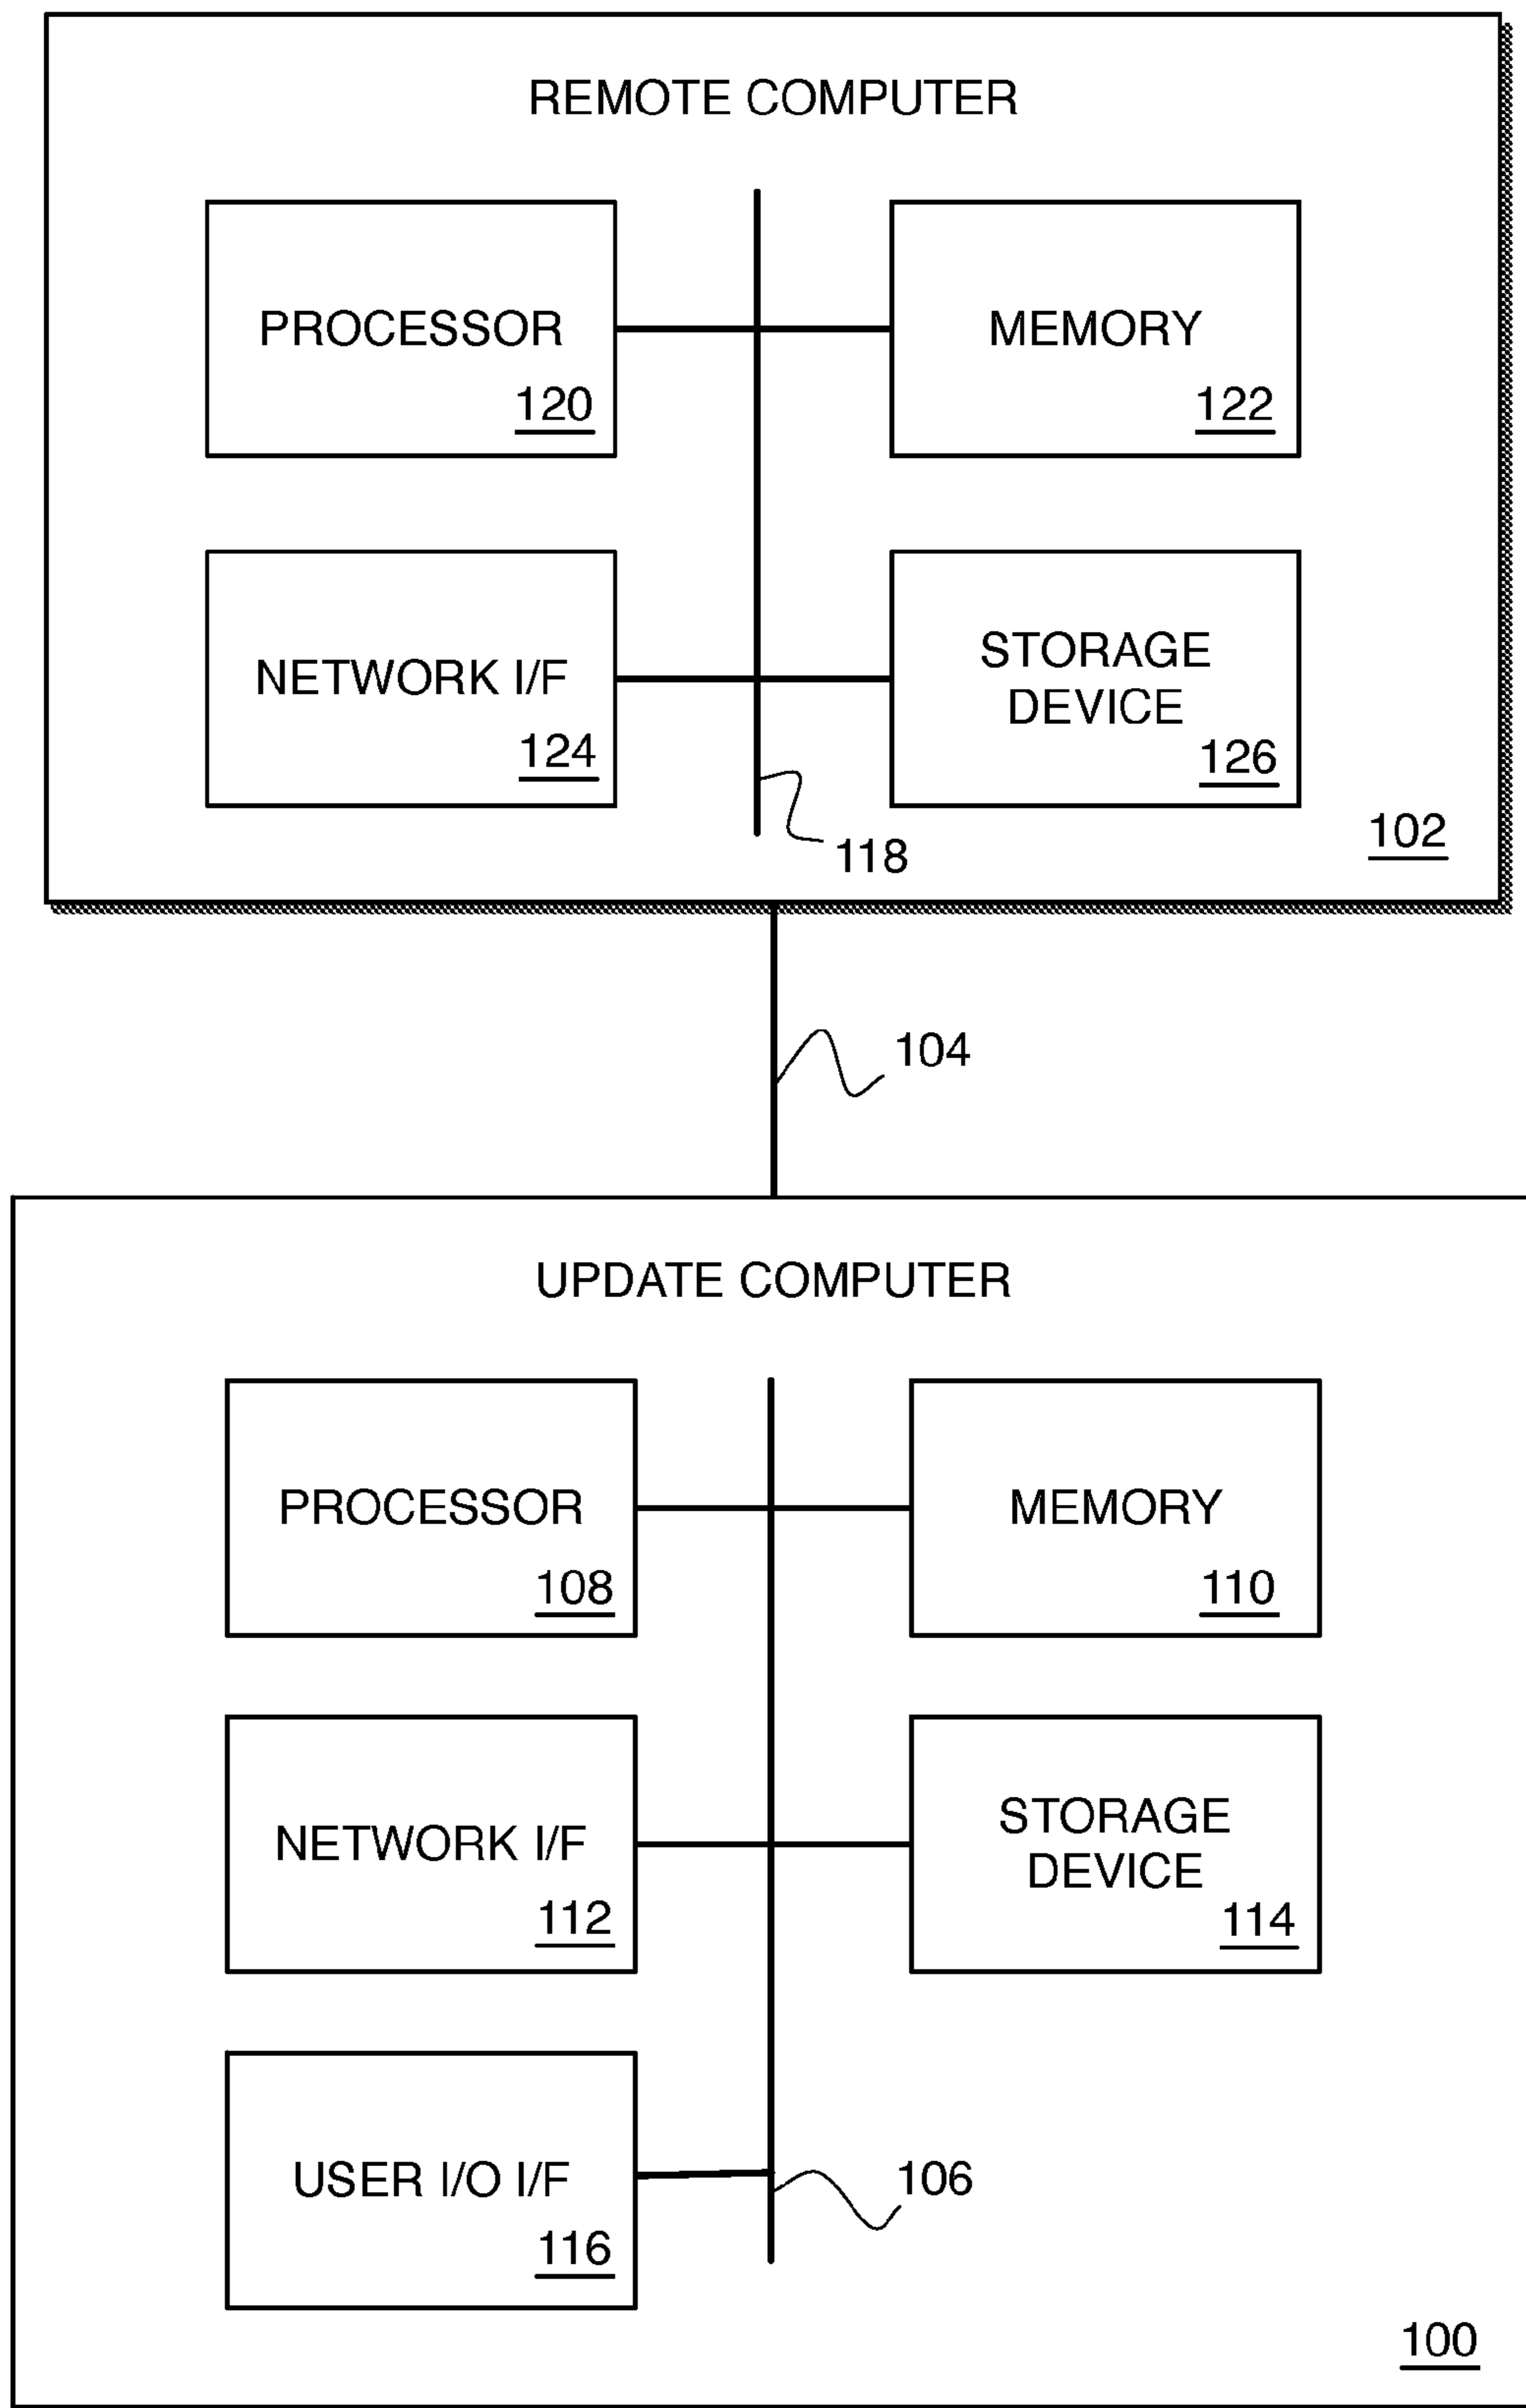 REMOTE COMPUTER
PROCESSOR
120
MEMORY
122
NETWORK I/F
124
STORAGE
DEVICE
126
118
102
104
UPDATE COMPUTER
PROCESSOR
108
MEMORY
110
NETWORK I/F
112
STORAGE
DEVICE
114
USER I/O I/F
116
106
100